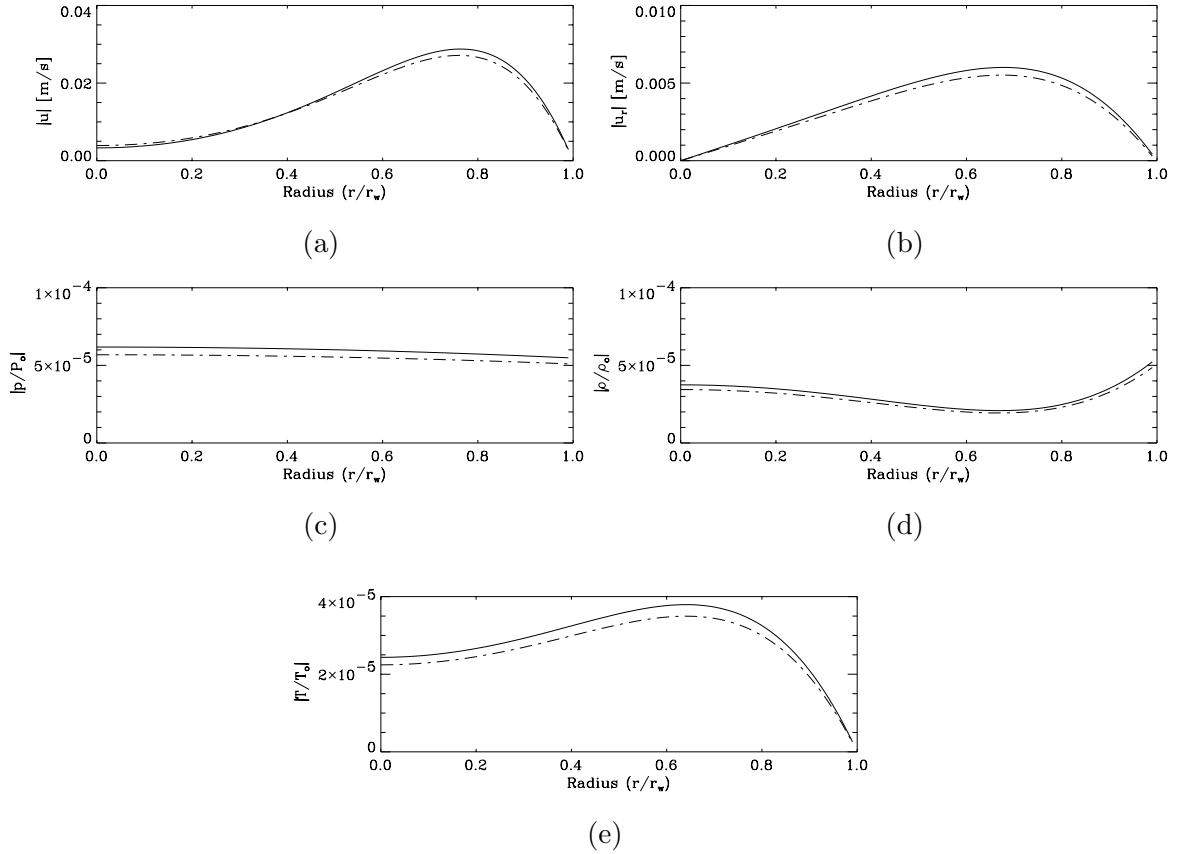 0.04
0.02
0.00
|u| [m/s]
0.0 0.2 0.4 0.6 0.8 1.0
Radius (r/r_w)
(a)
0.010
0.005
0.000
|u_r| [m/s]
0.0 0.2 0.4 0.6 0.8 1.0
Radius (r/r_w)
(b)
1×10^-4
5×10^-5
0
|p/P_o|
0.0 0.2 0.4 0.6 0.8 1.0
Radius (r/r_w)
(c)
1×10^-4
5×10^-5
0
|ρ/ρ_o|
0.0 0.2 0.4 0.6 0.8 1.0
Radius (r/r_w)
(d)
4×10^-5
2×10^-5
0
|T/T_o|
0.0 0.2 0.4 0.6 0.8 1.0
Radius (r/r_w)
(e)